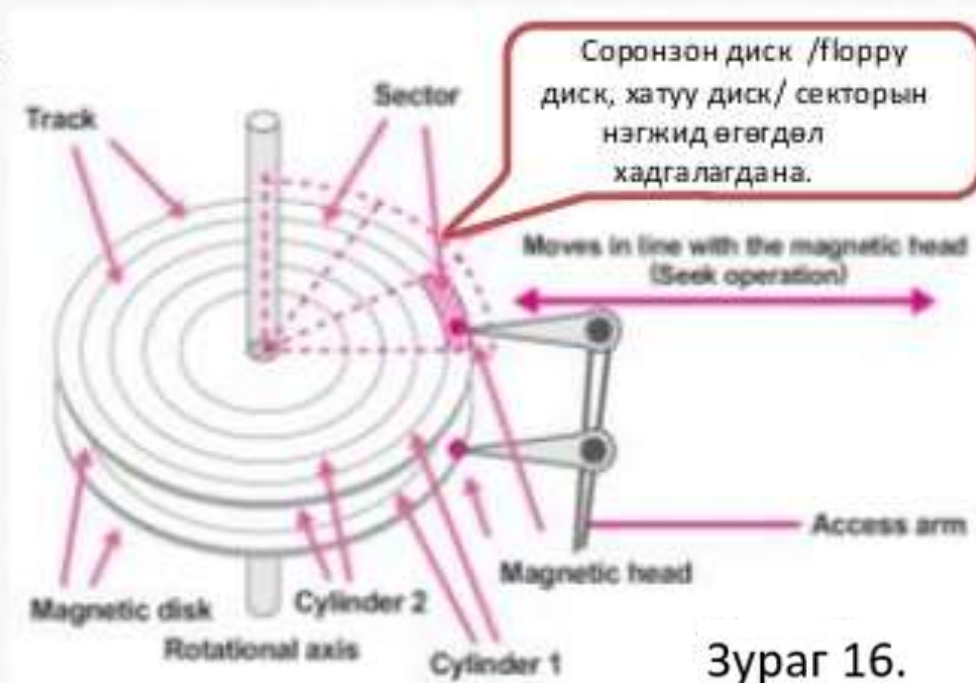 Соронзон диск /floppy
диск, хатуу диск/ секторын
нэгжид өгөгдөл
хадгалагдана.
Sector
Track
Moves in line with the magnetic head
(Seek operation)
Access arm
Magnetic head
Magnetic disk
Cylinder 2
Rotational axis
Cylinder 1
Зураг 16.